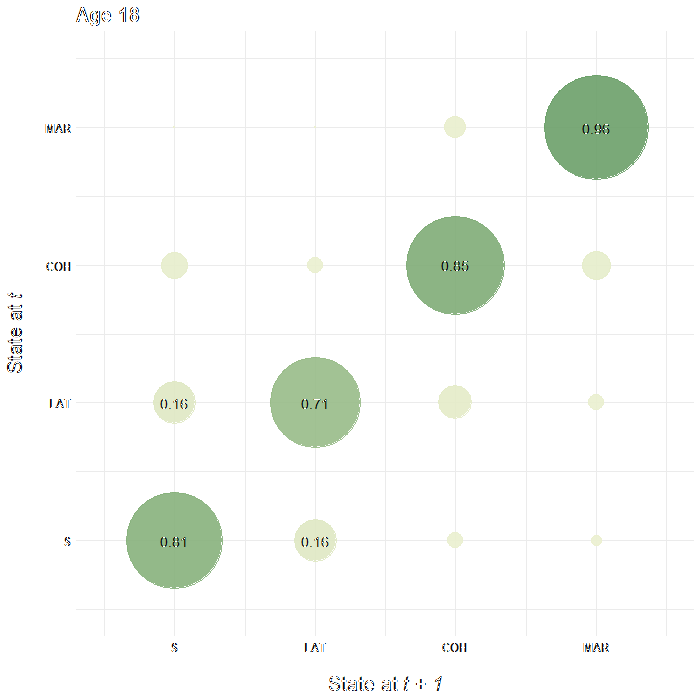 Age 18
MAR
0.96
COH
0.85
State at t
LAT
0.16
0.71
S
0.81
0.16
S
LAT
COH
MAR
State at t + 1